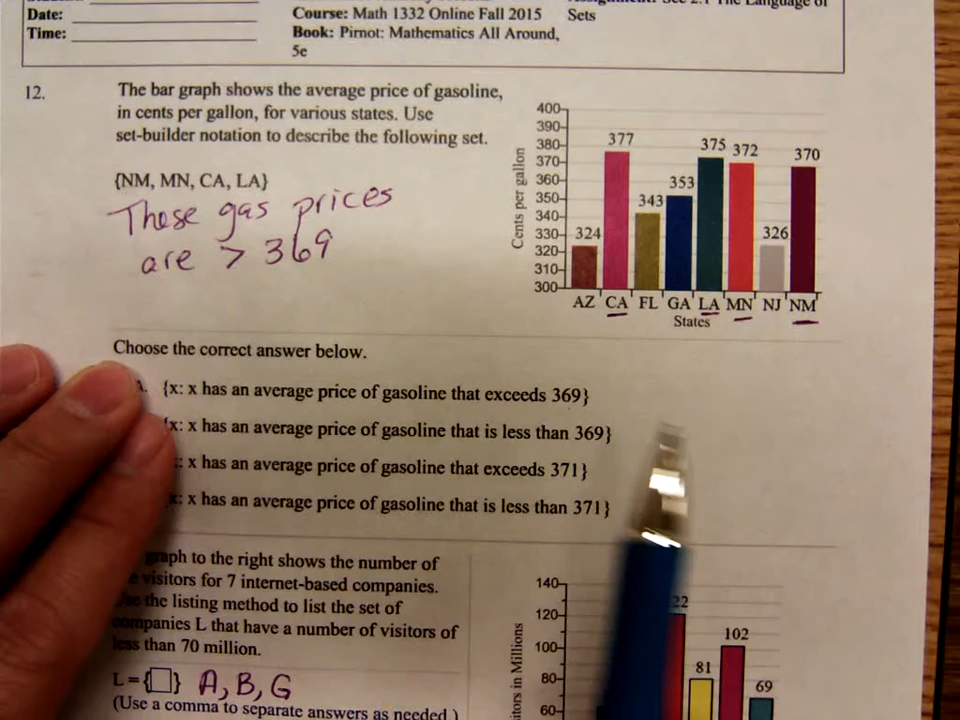 Date:
Course: Math 1332 Online Fall 2015
Sets
Time:
Book: Pirnot: Mathematics All Around,
5e
12.
The bar graph shows the average price of gasoline,
in cents per gallon, for various states. Use
set-builder notation to describe the following set.
{NM, MN, CA, LA}
These gas prices
are > 369
400
390
380
370
360
350
340
330
320
310
300
Cents per gallon
324
377
343
353
375
372
326
370
AZ CA FL GA LA MN NJ NM
States
Choose the correct answer below.
{x: x has an average price of gasoline that exceeds 369}
x: x has an average price of gasoline that is less than 369}
: x has an average price of gasoline that exceeds 371}
x: x has an average price of gasoline that is less than 371}
graph to the right shows the number of
visitors for 7 internet-based companies.
the listing method to list the set of
companies L that have a number of visitors of
less than 70 million.
L = { } A, B, G
(Use a comma to separate answers as needed.)
140
120
100
80
60
22
81
102
69